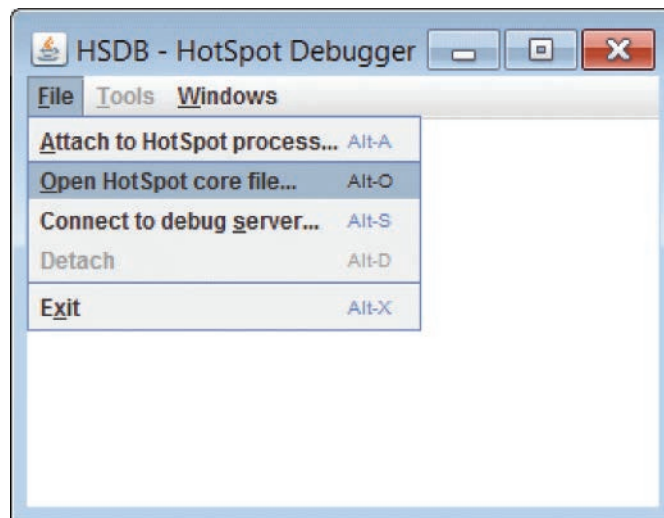 HSDB - HotSpot Debugger
File Tools Windows
Attach to HotSpot process... Alt-A
Open HotSpot core file... Alt-O
Connect to debug server... Alt-S
Detach Alt-D
Exit Alt-X